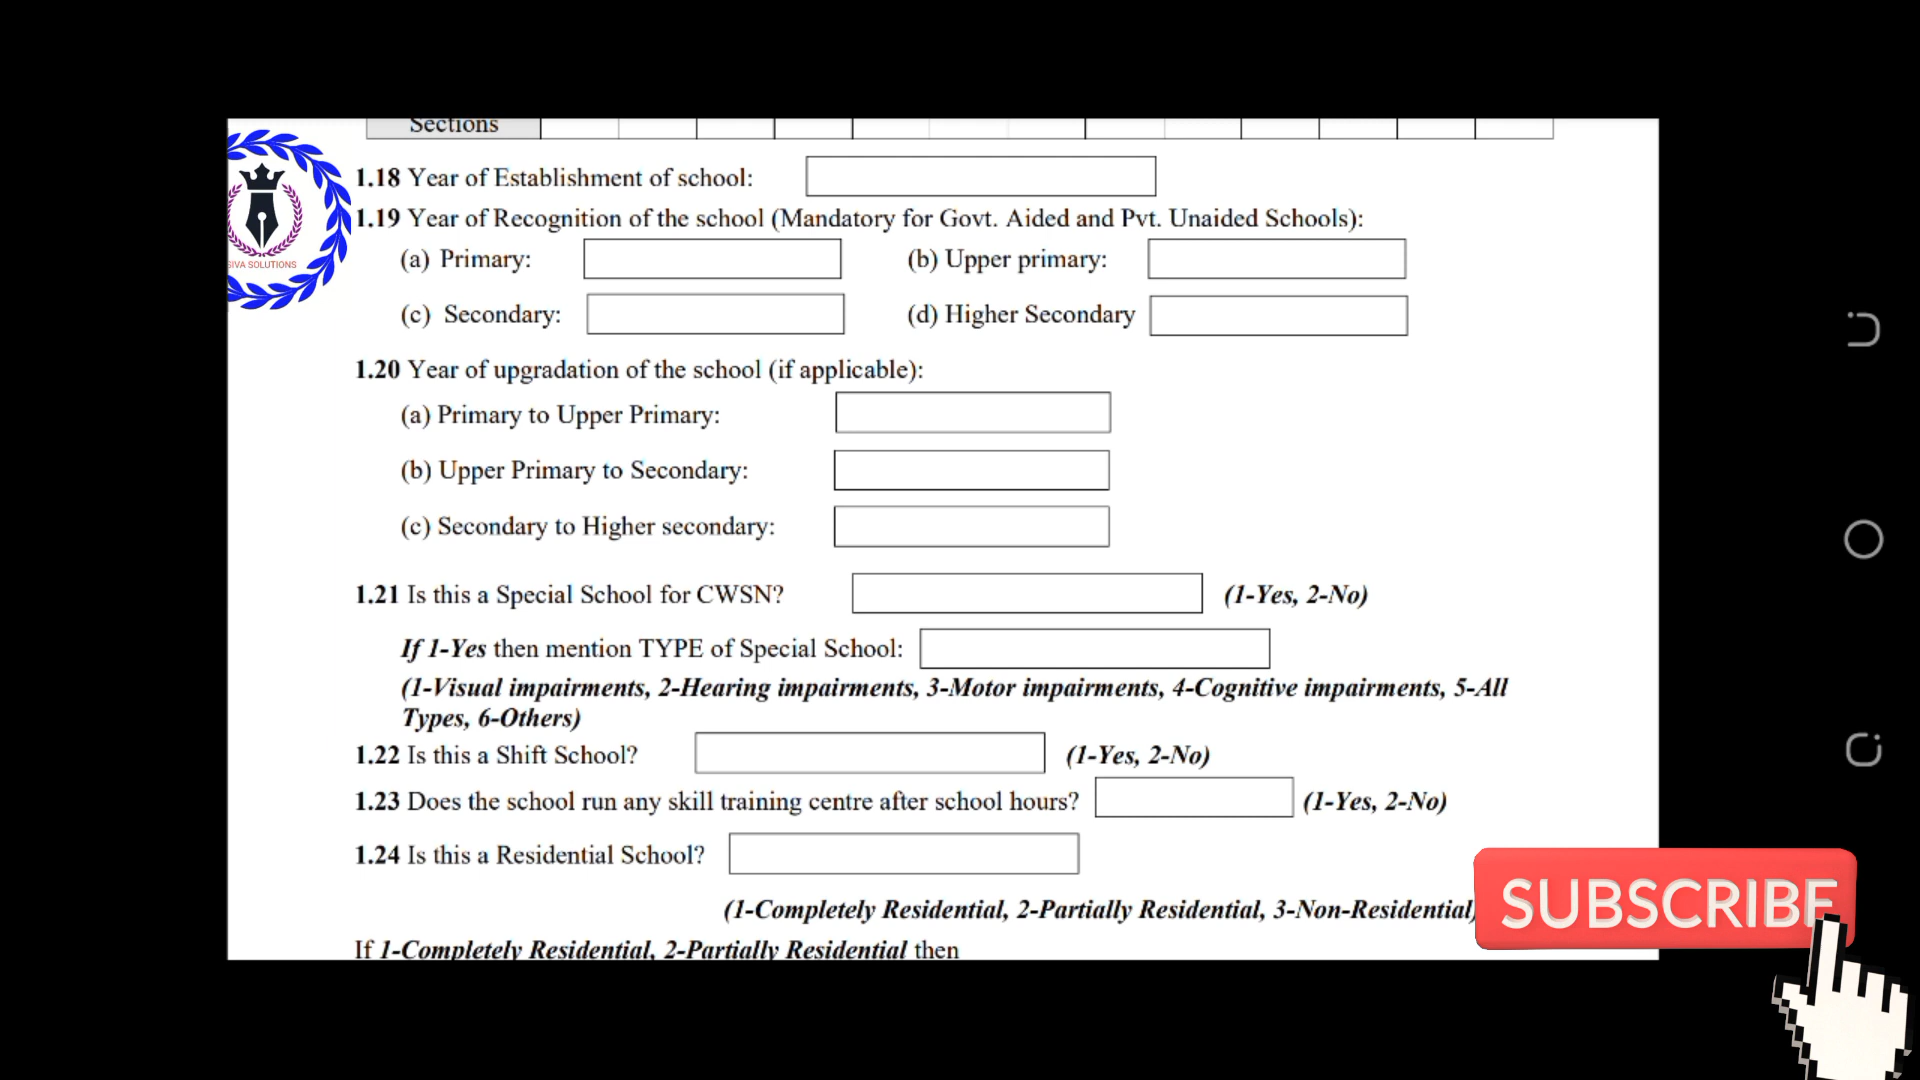 Sections
1.18 Year of Establishment of school:
1.19 Year of Recognition of the school (Mandatory for Govt. Aided and Pvt. Unaided Schools):
(a) Primary: (b) Upper primary:
(c) Secondary: (d) Higher Secondary
1.20 Year of upgradation of the school (if applicable):
(a) Primary to Upper Primary:
(b) Upper Primary to Secondary:
(c) Secondary to Higher secondary:
1.21 Is this a Special School for CWSN? (1-Yes, 2-No)
If 1-Yes then mention TYPE of Special School:
(1-Visual impairments, 2-Hearing impairments, 3-Motor impairments, 4-Cognitive impairments, 5-All
Types, 6-Others)
1.22 Is this a Shift School? (1-Yes, 2-No)
1.23 Does the school run any skill training centre after school hours? (1-Yes, 2-No)
1.24 Is this a Residential School?
(1-Completely Residential, 2-Partially Residential, 3-Non-Residential)
If 1-Completely Residential, 2-Partially Residential then
SIVA SOLUTIONS
SUBSCRIBE